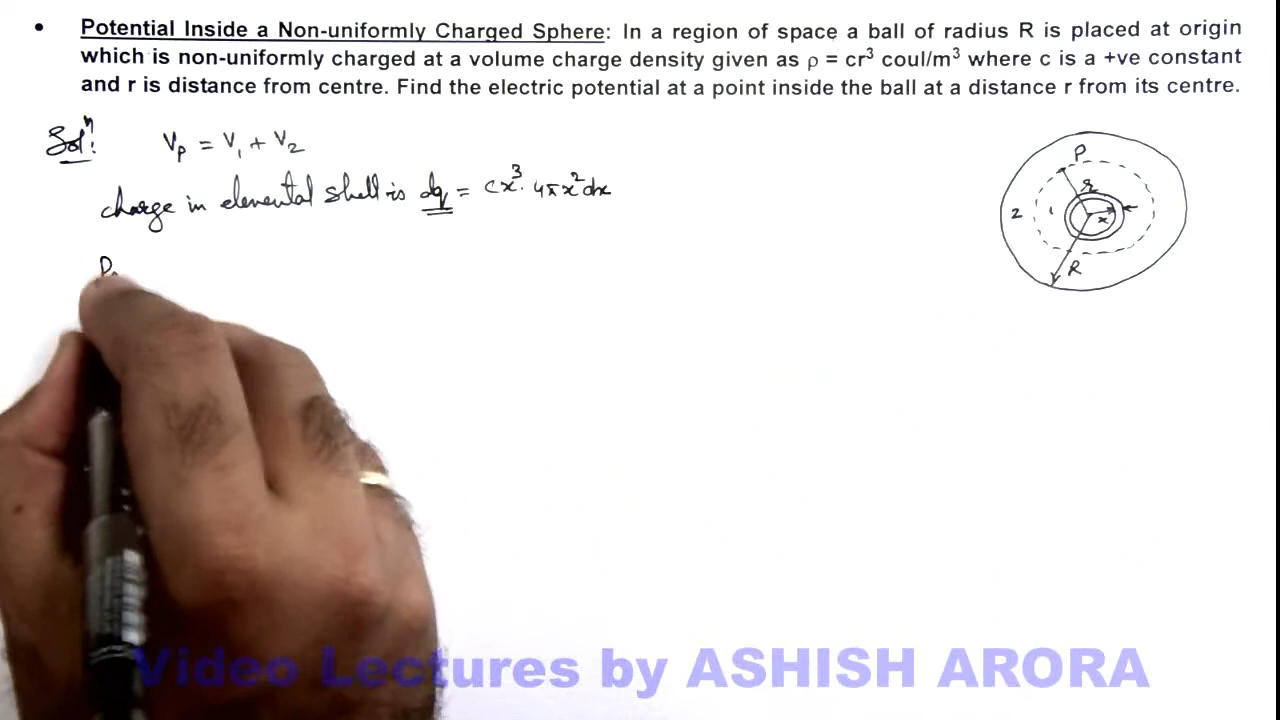 • Potential Inside a Non-uniformly Charged Sphere: In a region of space a ball of radius R is placed at origin
which is non-uniformly charged at a volume charge density given as ρ = cr³ coul/m³ where c is a +ve constant
and r is distance from centre. Find the electric potential at a point inside the ball at a distance r from its centre.
Solⁿ: Vₚ = V₁ + V₂
charge in elemental shell is dq = cx³. 4πx²dx
P
r
2 1 x
R
Video Lectures by ASHISH ARORA